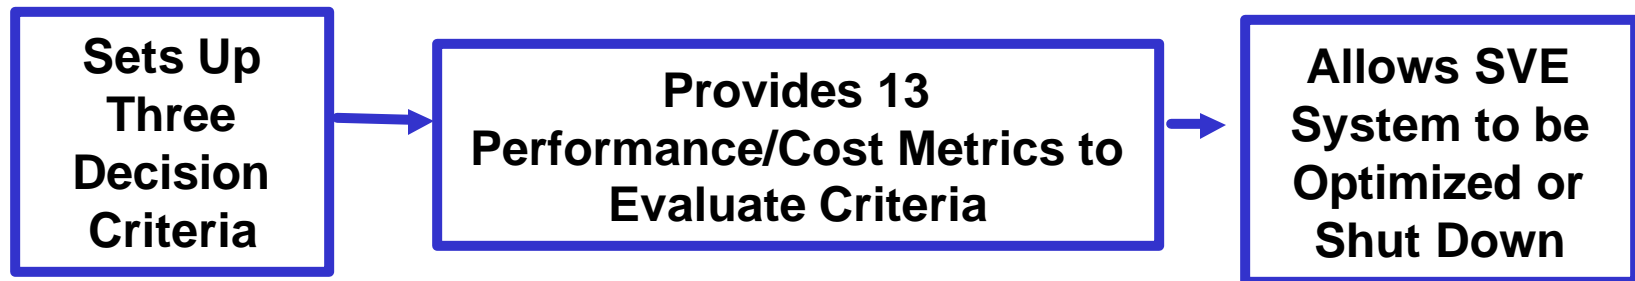 Sets Up
Three
Decision
Criteria
Provides 13
Performance/Cost Metrics to
Evaluate Criteria
Allows SVE
System to be
Optimized or
Shut Down